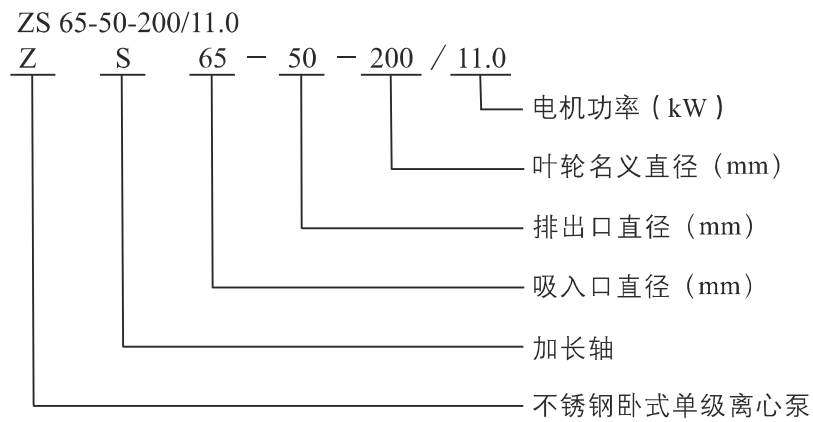 ZS 65-50-200/11.0
Z S 65 - 50 - 200 / 11.0
电机功率(kW)
叶轮名义直径(mm)
排出口直径(mm)
吸入口直径(mm)
加长轴
不锈钢卧式单级离心泵